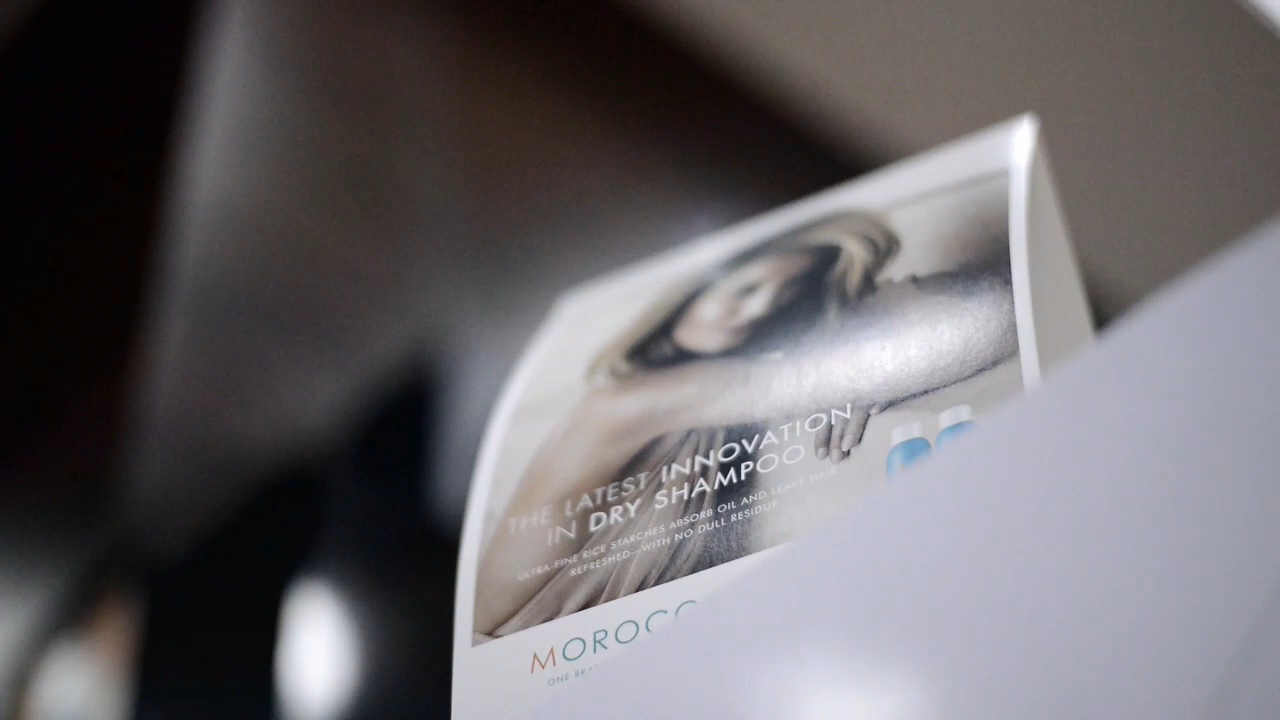 THE LATEST INNOVATION
IN DRY SHAMPOO
ULTRA-FINE RICE STARCHES ABSORB OIL AND LEAVE HAIR
REFRESHED—WITH NO DULL RESIDUE
MOROCC
ONE